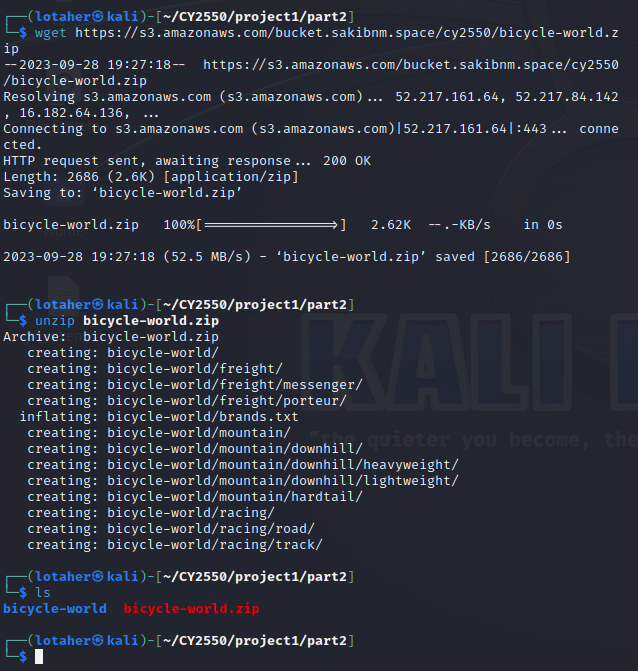 ┌──(lotaher㉿kali)-[~/CY2550/project1/part2]
└─$ wget https://s3.amazonaws.com/bucket.sakibnm.space/cy2550/bicycle-world.z
ip
--2023-09-28 19:27:18--  https://s3.amazonaws.com/bucket.sakibnm.space/cy2550
/bicycle-world.zip
Resolving s3.amazonaws.com (s3.amazonaws.com)... 52.217.161.64, 52.217.84.142
, 16.182.64.136, ...
Connecting to s3.amazonaws.com (s3.amazonaws.com)|52.217.161.64|:443... conne
cted.
HTTP request sent, awaiting response... 200 OK
Length: 2686 (2.6K) [application/zip]
Saving to: ‘bicycle-world.zip’
bicycle-world.zip   100%[=================>]   2.62K  --.-KB/s    in 0s
2023-09-28 19:27:18 (52.5 MB/s) - ‘bicycle-world.zip’ saved [2686/2686]
┌──(lotaher㉿kali)-[~/CY2550/project1/part2]
└─$ unzip bicycle-world.zip
Archive:  bicycle-world.zip
   creating: bicycle-world/
   creating: bicycle-world/freight/
   creating: bicycle-world/freight/messenger/
   creating: bicycle-world/freight/porteur/
  inflating: bicycle-world/brands.txt
   creating: bicycle-world/mountain/
   creating: bicycle-world/mountain/downhill/
   creating: bicycle-world/mountain/downhill/heavyweight/
   creating: bicycle-world/mountain/downhill/lightweight/
   creating: bicycle-world/mountain/hardtail/
   creating: bicycle-world/racing/
   creating: bicycle-world/racing/road/
   creating: bicycle-world/racing/track/
KALI
"the quieter you become, the
┌──(lotaher㉿kali)-[~/CY2550/project1/part2]
└─$ ls
bicycle-world  bicycle-world.zip
┌──(lotaher㉿kali)-[~/CY2550/project1/part2]
└─$